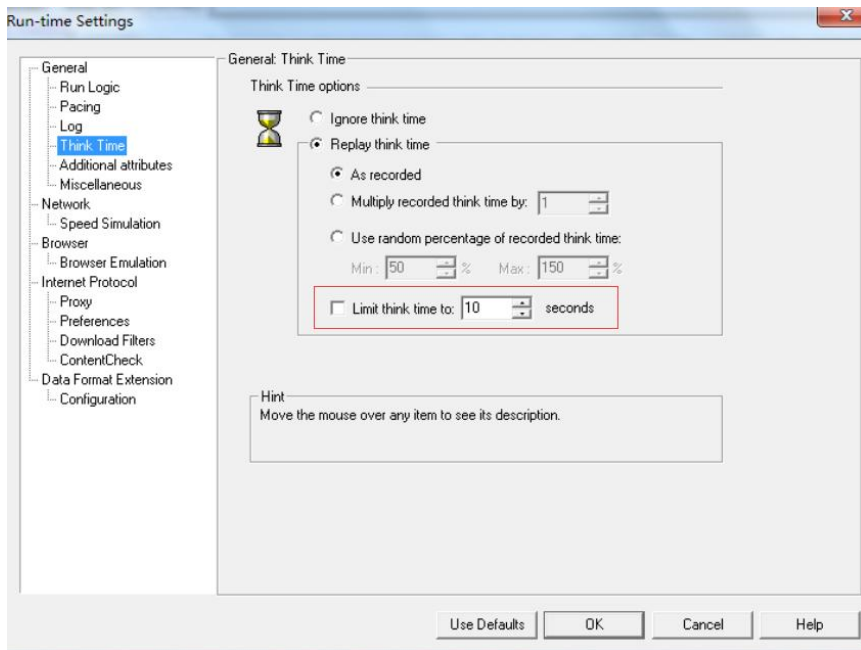 Run-time Settings
General
Run Logic
Pacing
Log
Think Time
Additional attributes
Miscellaneous
Network
Speed Simulation
Browser
Browser Emulation
Internet Protocol
Proxy
Preferences
Download Filters
ContentCheck
Data Format Extension
Configuration
General: Think Time
Think Time options
Ignore think time
Replay think time
As recorded
Multiply recorded think time by: 1
Use random percentage of recorded think time:
Min : 50 % Max : 150 %
Limit think time to: 10 seconds
Hint
Move the mouse over any item to see its description.
Use Defaults OK Cancel Help